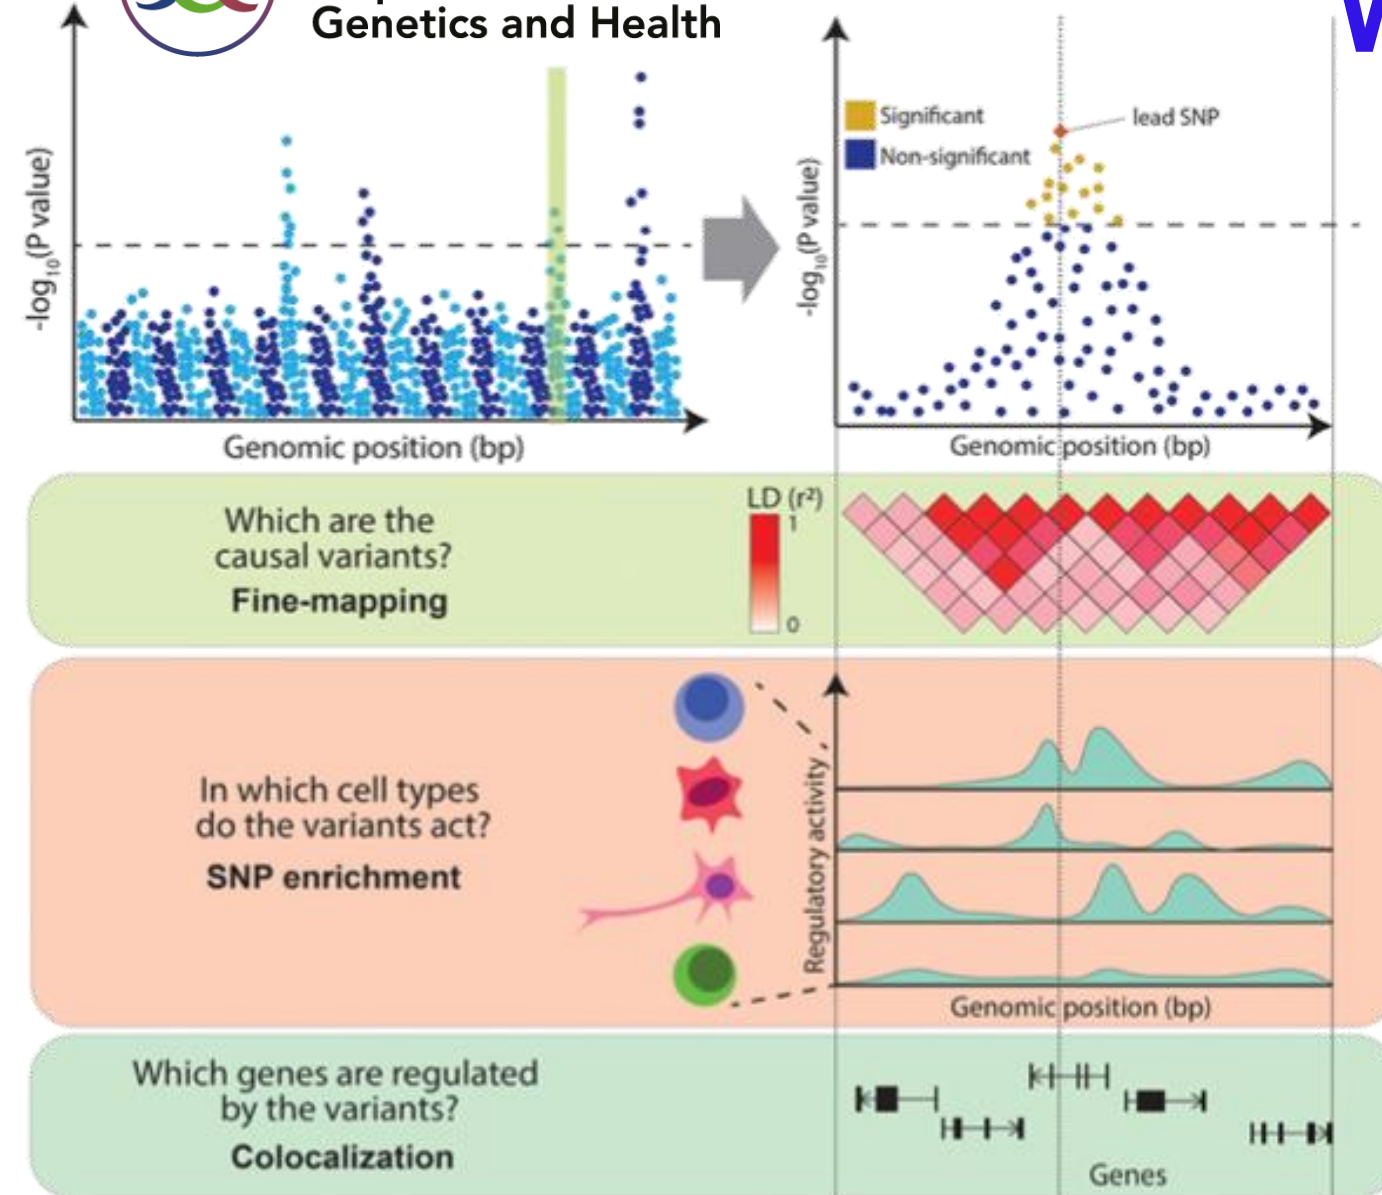 Genetics and Health
-log10(P value)
Genomic position (bp)
Significant
Non-significant
lead SNP
-log10(P value)
Genomic position (bp)
Which are the
causal variants?
Fine-mapping
LD (r²)
1
0
In which cell types
do the variants act?
SNP enrichment
Regulatory activity
Genomic position (bp)
Which genes are regulated
by the variants?
Colocalization
Genes